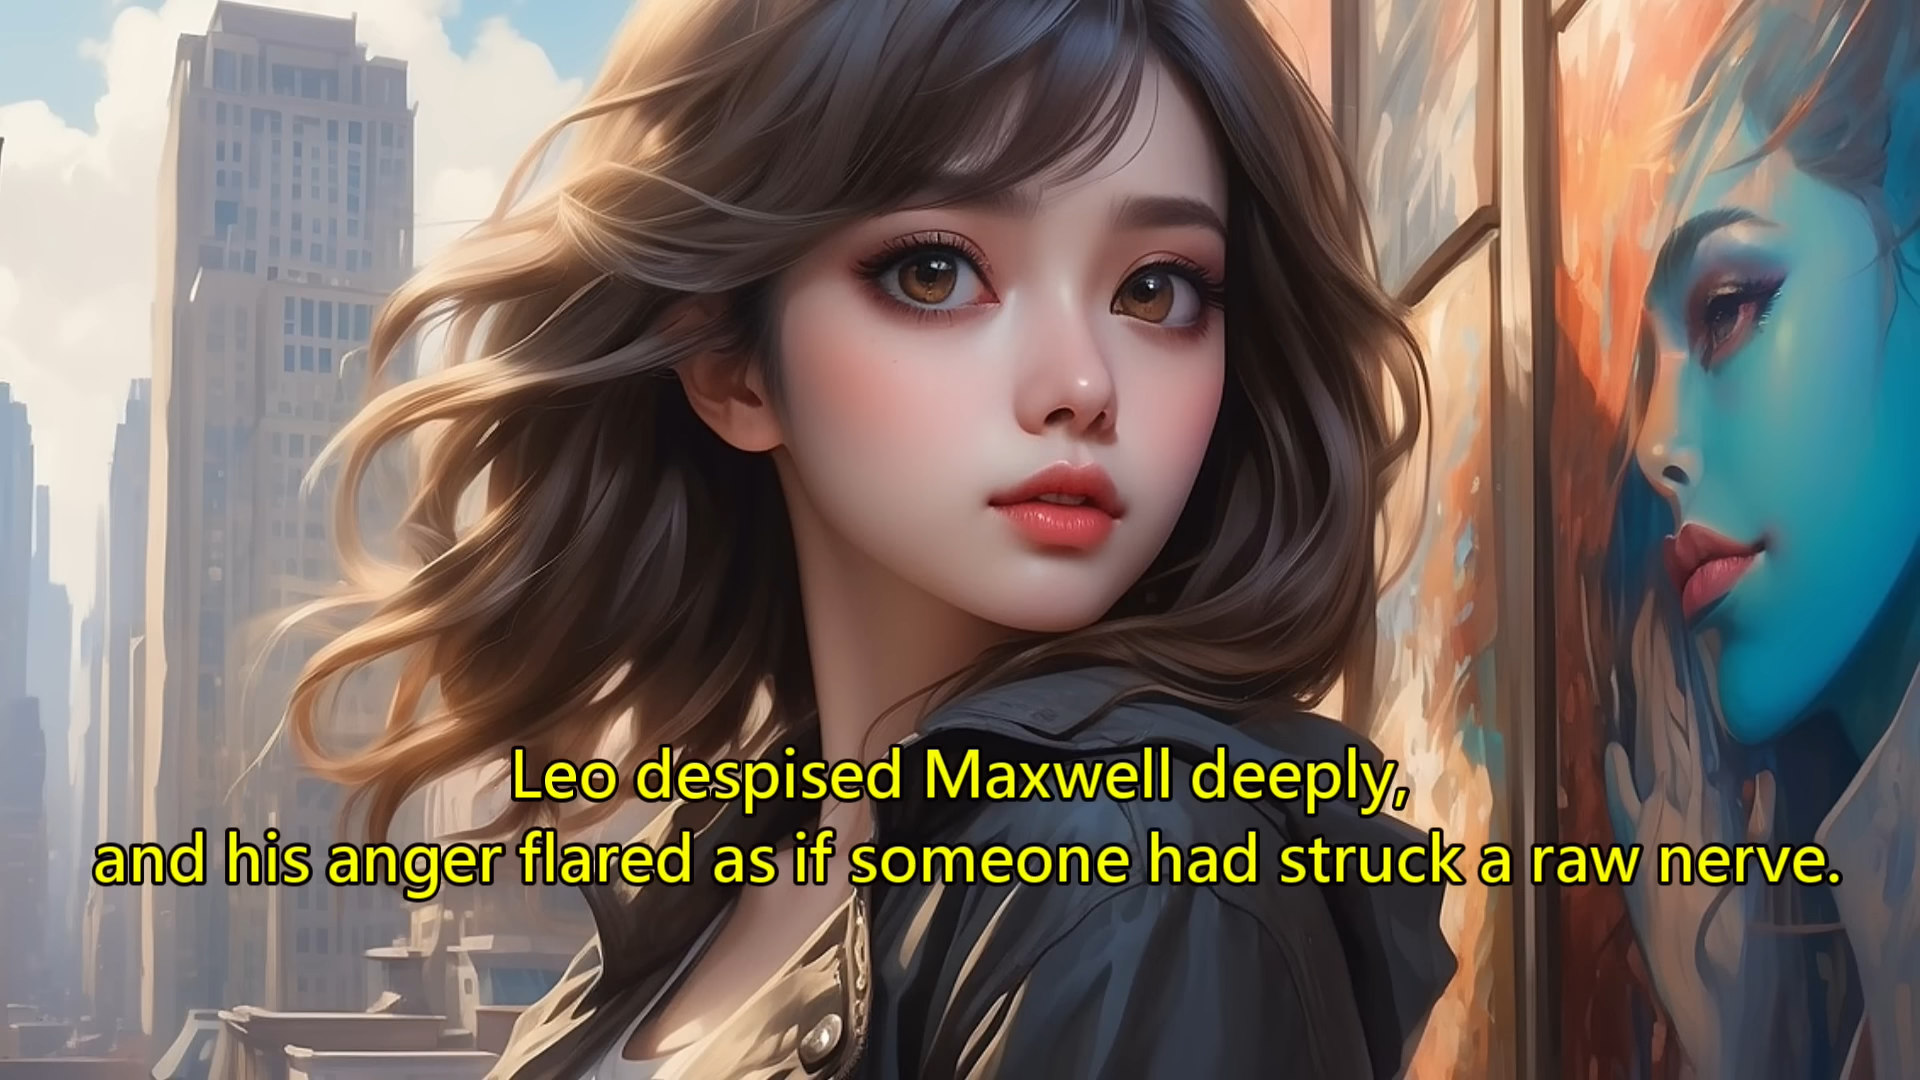 Leo despised Maxwell deeply,
and his anger flared as if someone had struck a raw nerve.